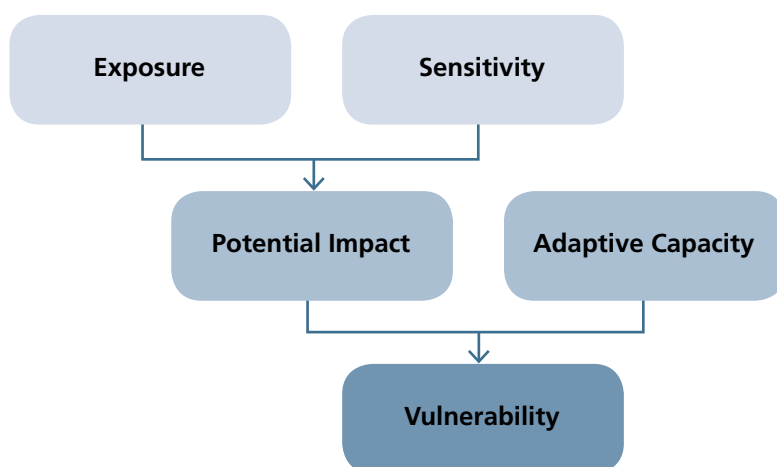 Exposure
Sensitivity
Potential Impact
Adaptive Capacity
Vulnerability